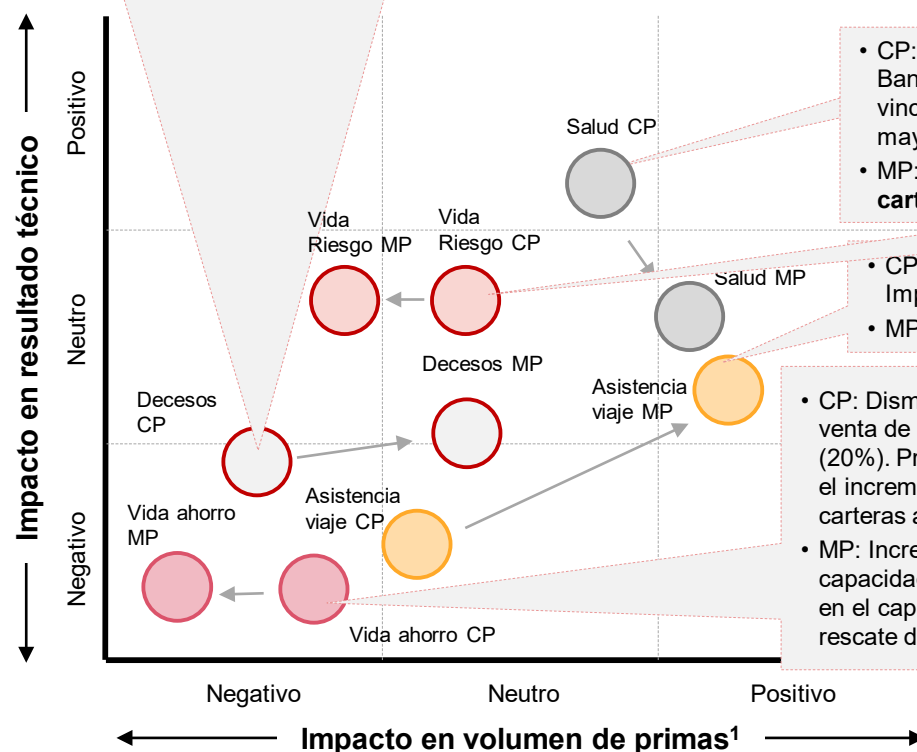 Impacto en resultado técnico
Positivo
Neutro
Negativo
Salud CP
Vida
Riesgo MP
Vida
Riesgo CP
Salud MP
Decesos MP
Decesos
CP
Asistencia
viaje MP
Asistencia
viaje CP
Vida ahorro
MP
Vida ahorro CP
• CP:
Ban
vinc
may
• MP:
cart
• CP
Imp
• MP
• CP: Dism
venta de
(20%). Pr
el increm
carteras a
• MP: Incre
capacidad
en el cap
rescate d
Negativo
Neutro
Positivo
Impacto en volumen de primas¹